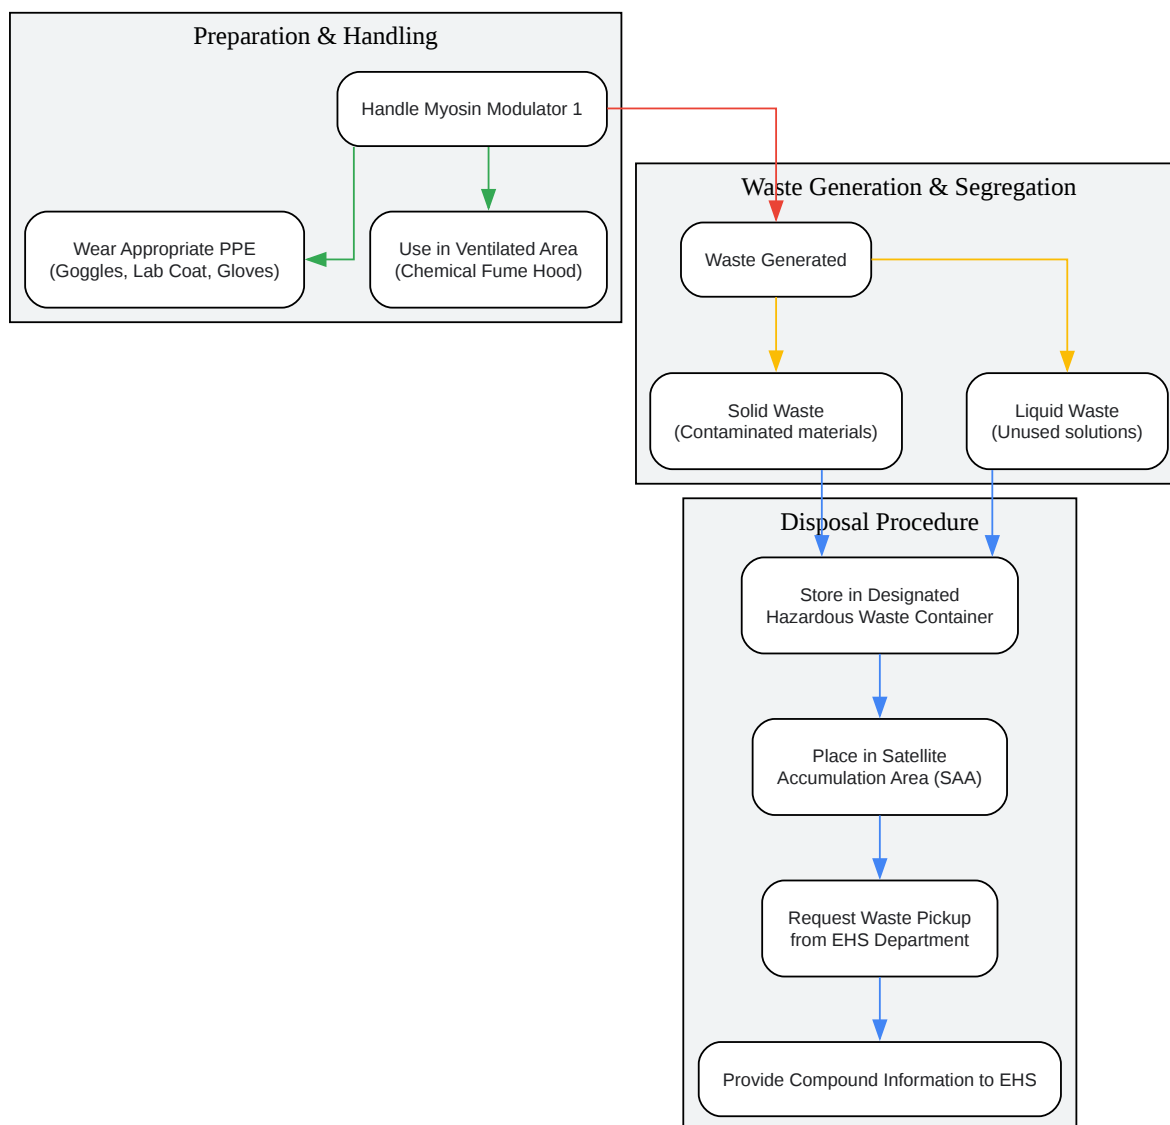 Preparation & Handling
Handle Myosin Modulator 1
Wear Appropriate PPE
(Goggles, Lab Coat, Gloves)
Use in Ventilated Area
(Chemical Fume Hood)
Waste Generation & Segregation
Waste Generated
Solid Waste
(Contaminated materials)
Liquid Waste
(Unused solutions)
Disposal Procedure
Store in Designated
Hazardous Waste Container
Place in Satellite
Accumulation Area (SAA)
Request Waste Pickup
from EHS Department
Provide Compound Information to EHS